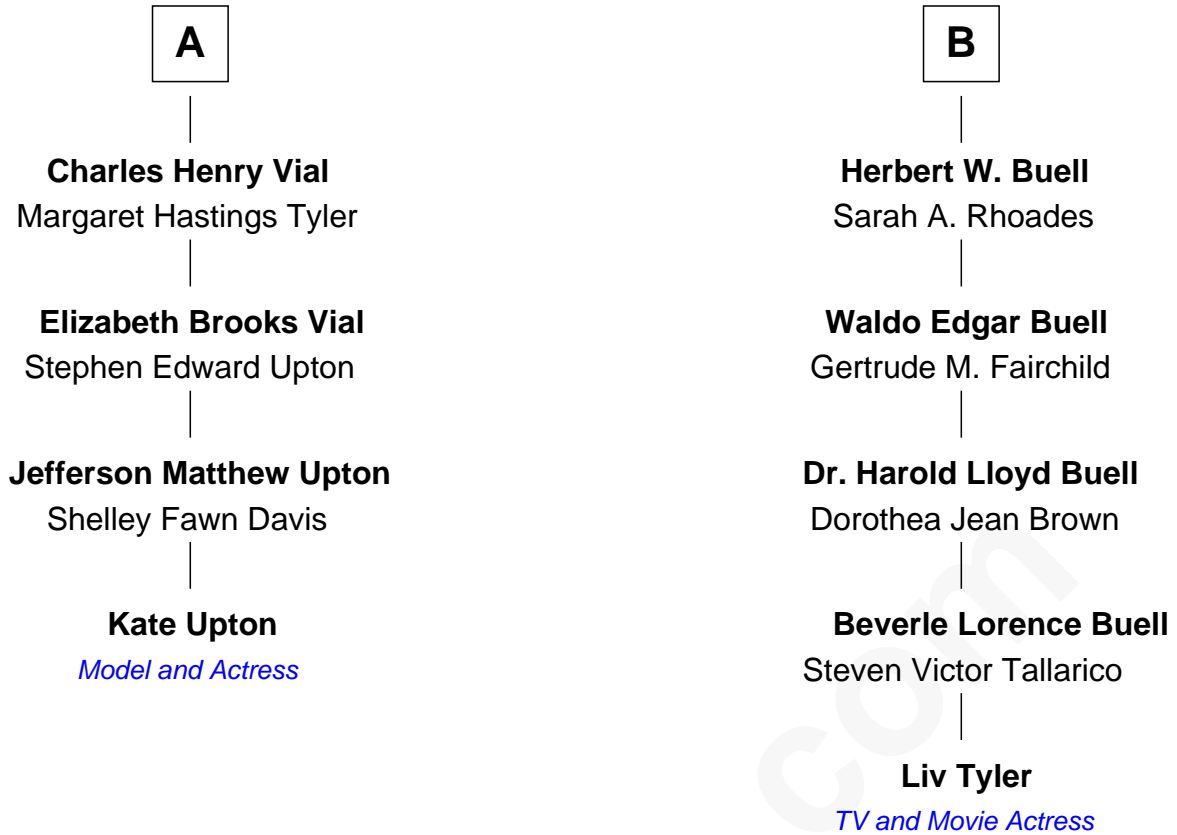 A
Charles Henry Vial
Margaret Hastings Tyler
Elizabeth Brooks Vial
Stephen Edward Upton
Jefferson Matthew Upton
Shelley Fawn Davis
Kate Upton
Model and Actress
B
Herbert W. Buell
Sarah A. Rhoades
Waldo Edgar Buell
Gertrude M. Fairchild
Dr. Harold Lloyd Buell
Dorothea Jean Brown
Beverle Lorence Buell
Steven Victor Tallarico
Liv Tyler
TV and Movie Actress
com